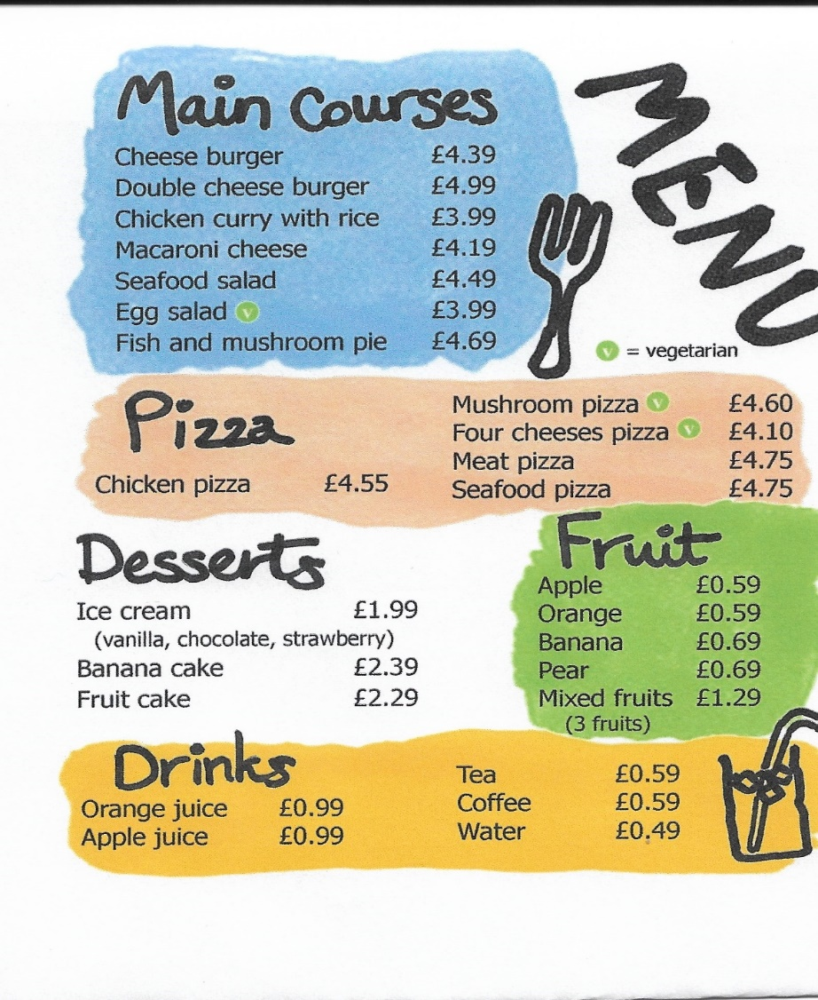 MENU
Main Courses
Cheese burger £4.39
Double cheese burger £4.99
Chicken curry with rice £3.99
Macaroni cheese £4.19
Seafood salad £4.49
Egg salad v £3.99
Fish and mushroom pie £4.69
v = vegetarian
Pizza
Chicken pizza £4.55
Mushroom pizza v £4.60
Four cheeses pizza v £4.10
Meat pizza £4.75
Seafood pizza £4.75
Desserts
Ice cream £1.99
(vanilla, chocolate, strawberry)
Banana cake £2.39
Fruit cake £2.29
Fruit
Apple £0.59
Orange £0.59
Banana £0.69
Pear £0.69
Mixed fruits £1.29
(3 fruits)
Drinks
Orange juice £0.99
Apple juice £0.99
Tea £0.59
Coffee £0.59
Water £0.49